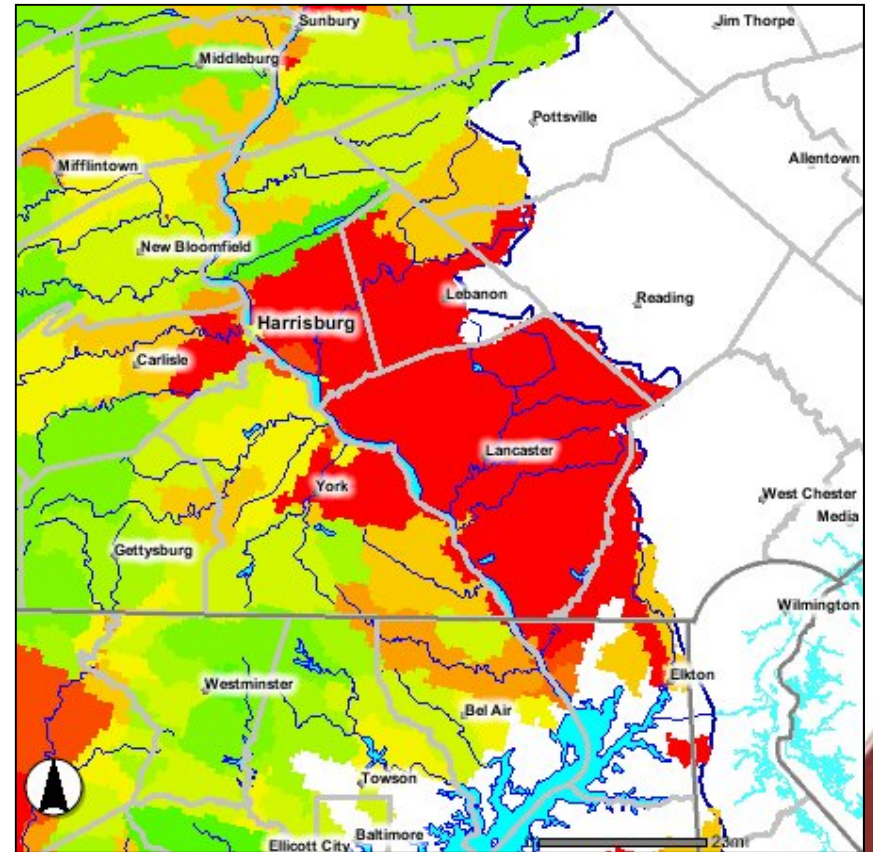 Sunbury
Jim Thorpe
Middleburg
Pottsville
Allentown
Mifflintown
New Bloomfield
Lebanon
Reading
Harrisburg
Carlisle
Lancaster
York
West Chester
Media
Gettysburg
Wilmington
Elkton
Westminster
Bel Air
Towson
Baltimore
Ellicott City
23mi